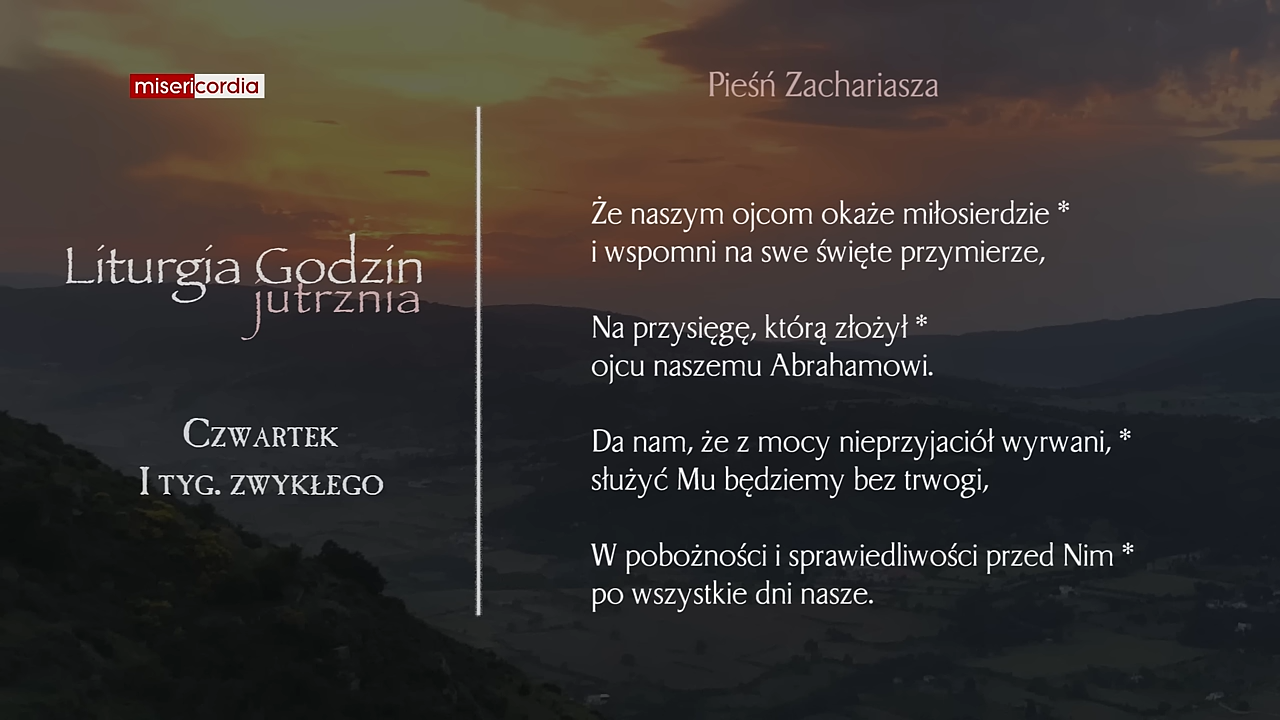 misericordia
Liturgia Godzin
jutrznia
Czwartek
I tyg. zwykłego
Pieśń Zachariasza
Że naszym ojcom okaże miłosierdzie *
i wspomni na swe święte przymierze,
Na przysięgę, którą złożył *
ojcu naszemu Abrahamowi.
Da nam, że z mocy nieprzyjaciół wyrwani, *
służyć Mu będziemy bez trwogi,
W pobożności i sprawiedliwości przed Nim *
po wszystkie dni nasze.